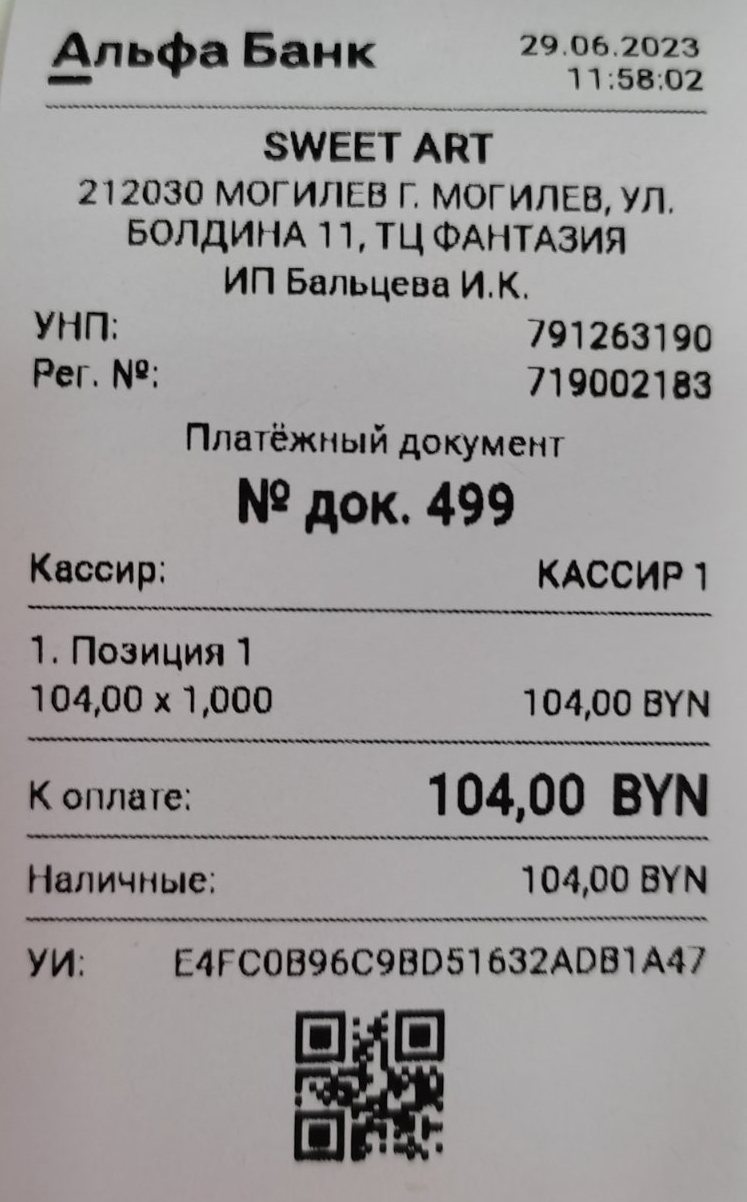 Альфа Банк 29.06.2023
11:58:02
SWEET ART
212030 МОГИЛЕВ Г. МОГИЛЕВ, УЛ.
БОЛДИНА 11, ТЦ ФАНТАЗИЯ
ИП Бальцева И.К.
УНП: 791263190
Рег. №: 719002183
Платёжный документ
№ док. 499
Кассир: КАССИР 1
1. Позиция 1
104,00 x 1,000 104,00 BYN
К оплате: 104,00 BYN
Наличные: 104,00 BYN
УИ: E4FC0B96C9BD51632ADB1A47